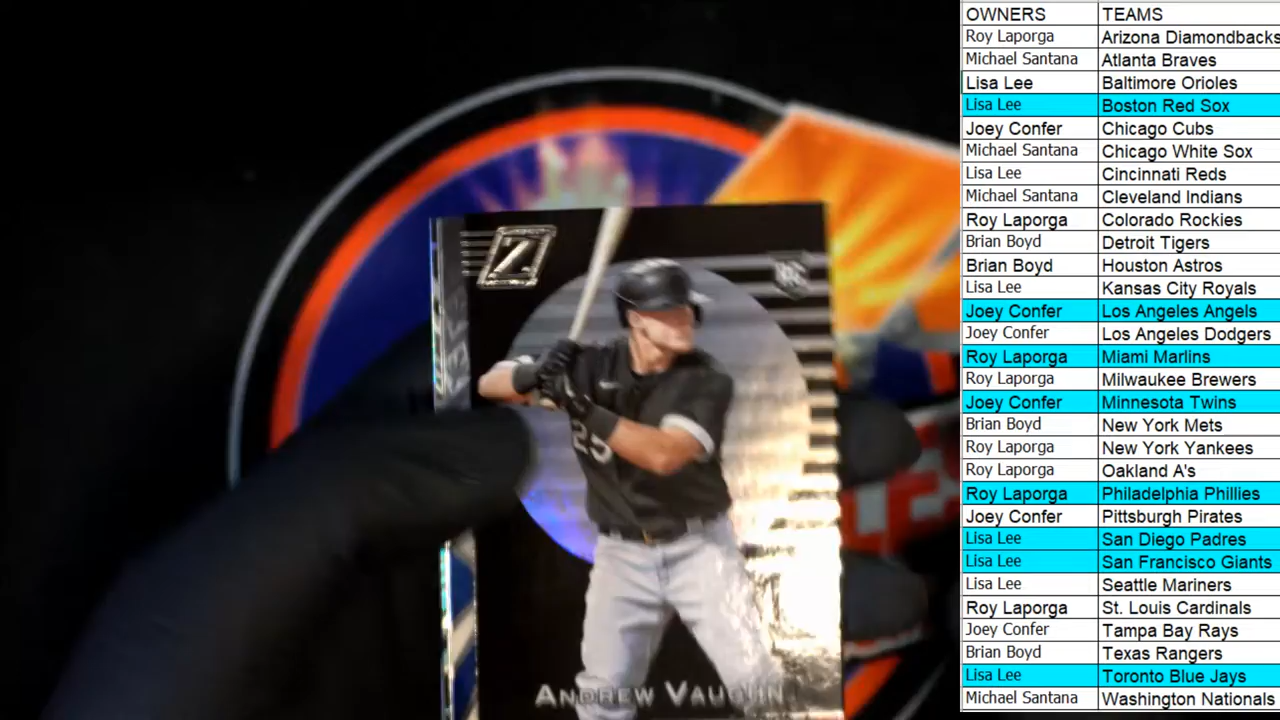 OWNERS TEAMS
Roy Laporga Arizona Diamondbacks
Michael Santana Atlanta Braves
Lisa Lee Baltimore Orioles
Lisa Lee Boston Red Sox
Joey Confer Chicago Cubs
Michael Santana Chicago White Sox
Lisa Lee Cincinnati Reds
Michael Santana Cleveland Indians
Roy Laporga Colorado Rockies
Brian Boyd Detroit Tigers
Brian Boyd Houston Astros
Lisa Lee Kansas City Royals
Joey Confer Los Angeles Angels
Joey Confer Los Angeles Dodgers
Roy Laporga Miami Marlins
Roy Laporga Milwaukee Brewers
Joey Confer Minnesota Twins
Brian Boyd New York Mets
Roy Laporga New York Yankees
Roy Laporga Oakland A's
Roy Laporga Philadelphia Phillies
Joey Confer Pittsburgh Pirates
Lisa Lee San Diego Padres
Lisa Lee San Francisco Giants
Lisa Lee Seattle Mariners
Roy Laporga St. Louis Cardinals
Joey Confer Tampa Bay Rays
Brian Boyd Texas Rangers
Lisa Lee Toronto Blue Jays
Michael Santana Washington Nationals
Z
RC
25
ANDREW VAUGHN